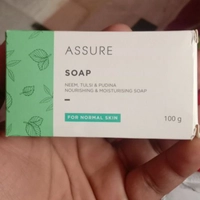 ASSURE
SOAP
NEEM, TULSI & PUDINA
NOURISHING & MOISTURISING SOAP
FOR NORMAL SKIN
100 g